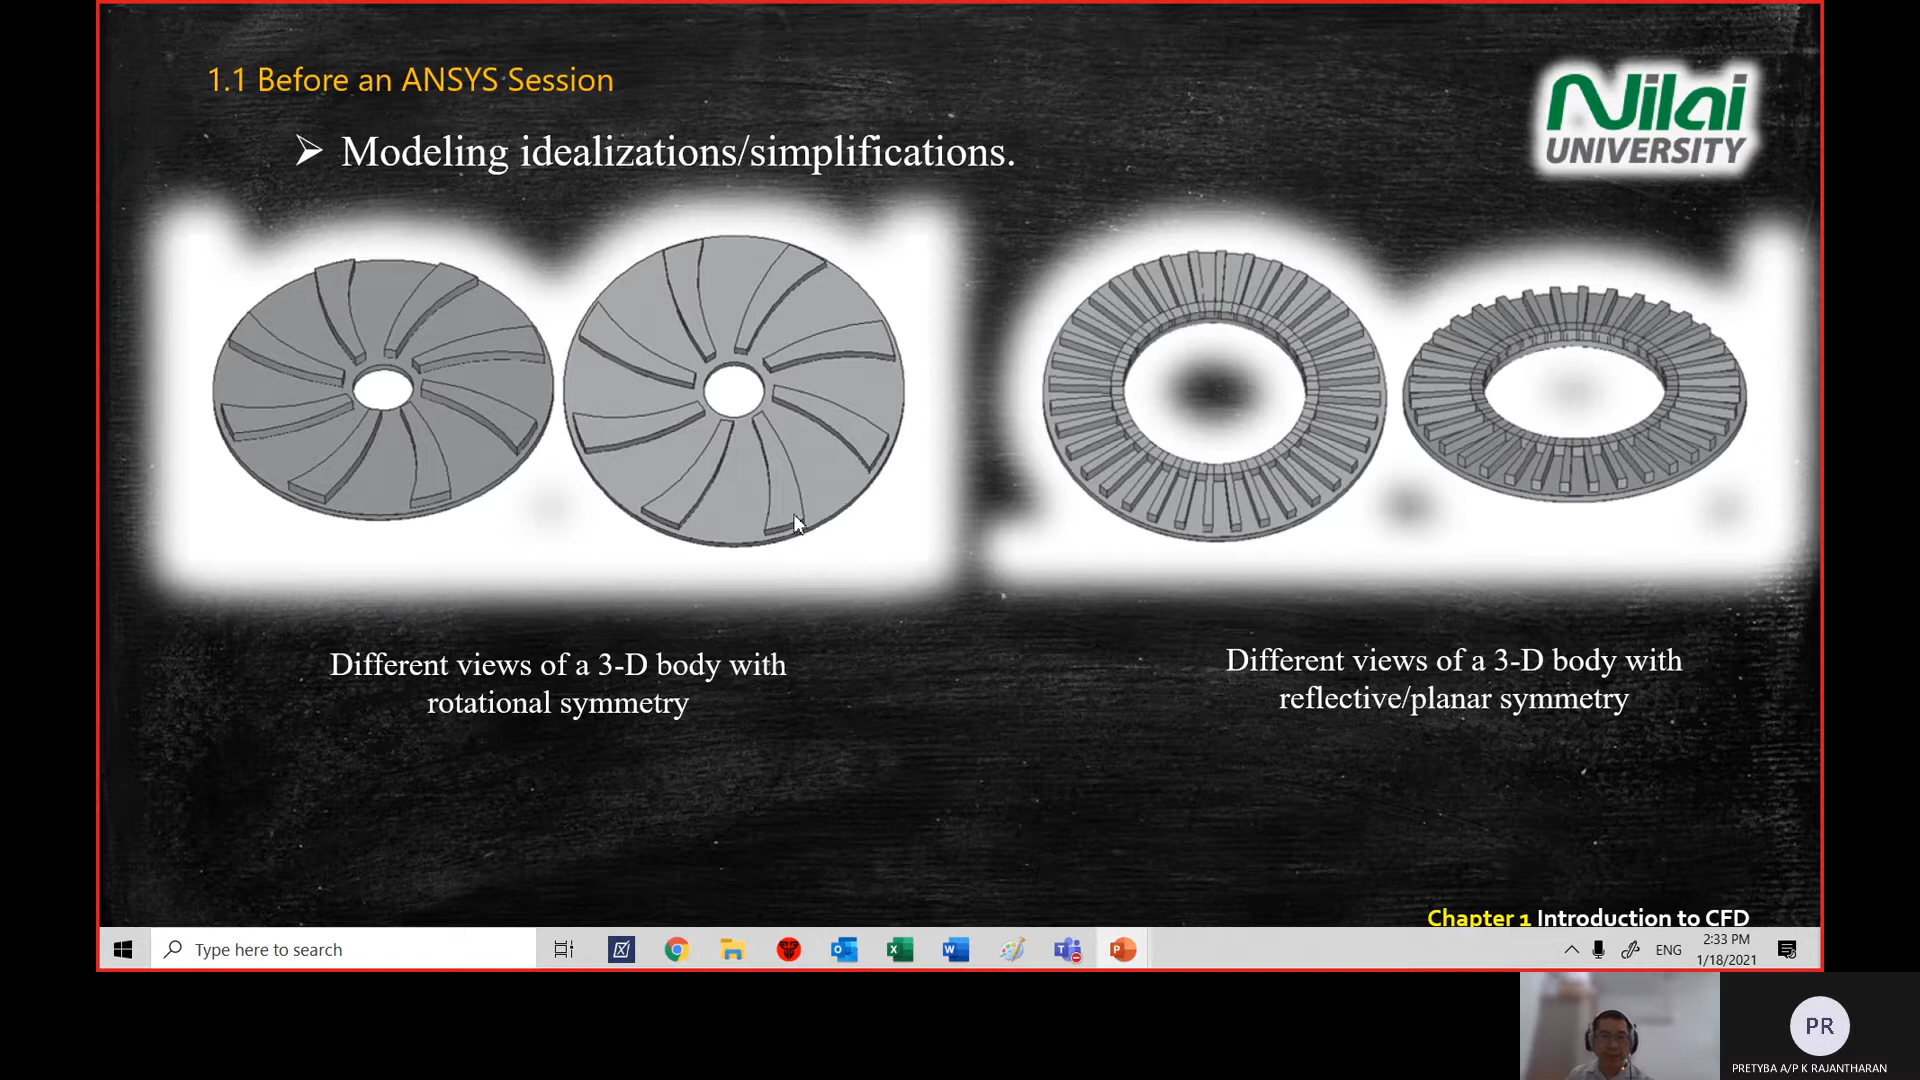 1.1 Before an ANSYS Session
Nilai
UNIVERSITY
➢ Modeling idealizations/simplifications.
Different views of a 3-D body with
rotational symmetry
Different views of a 3-D body with
reflective/planar symmetry
Chapter 1 Introduction to CFD
Type here to search
ENG
2:33 PM
1/18/2021
PR
PRETYBA A/P K RAJANTHARAN